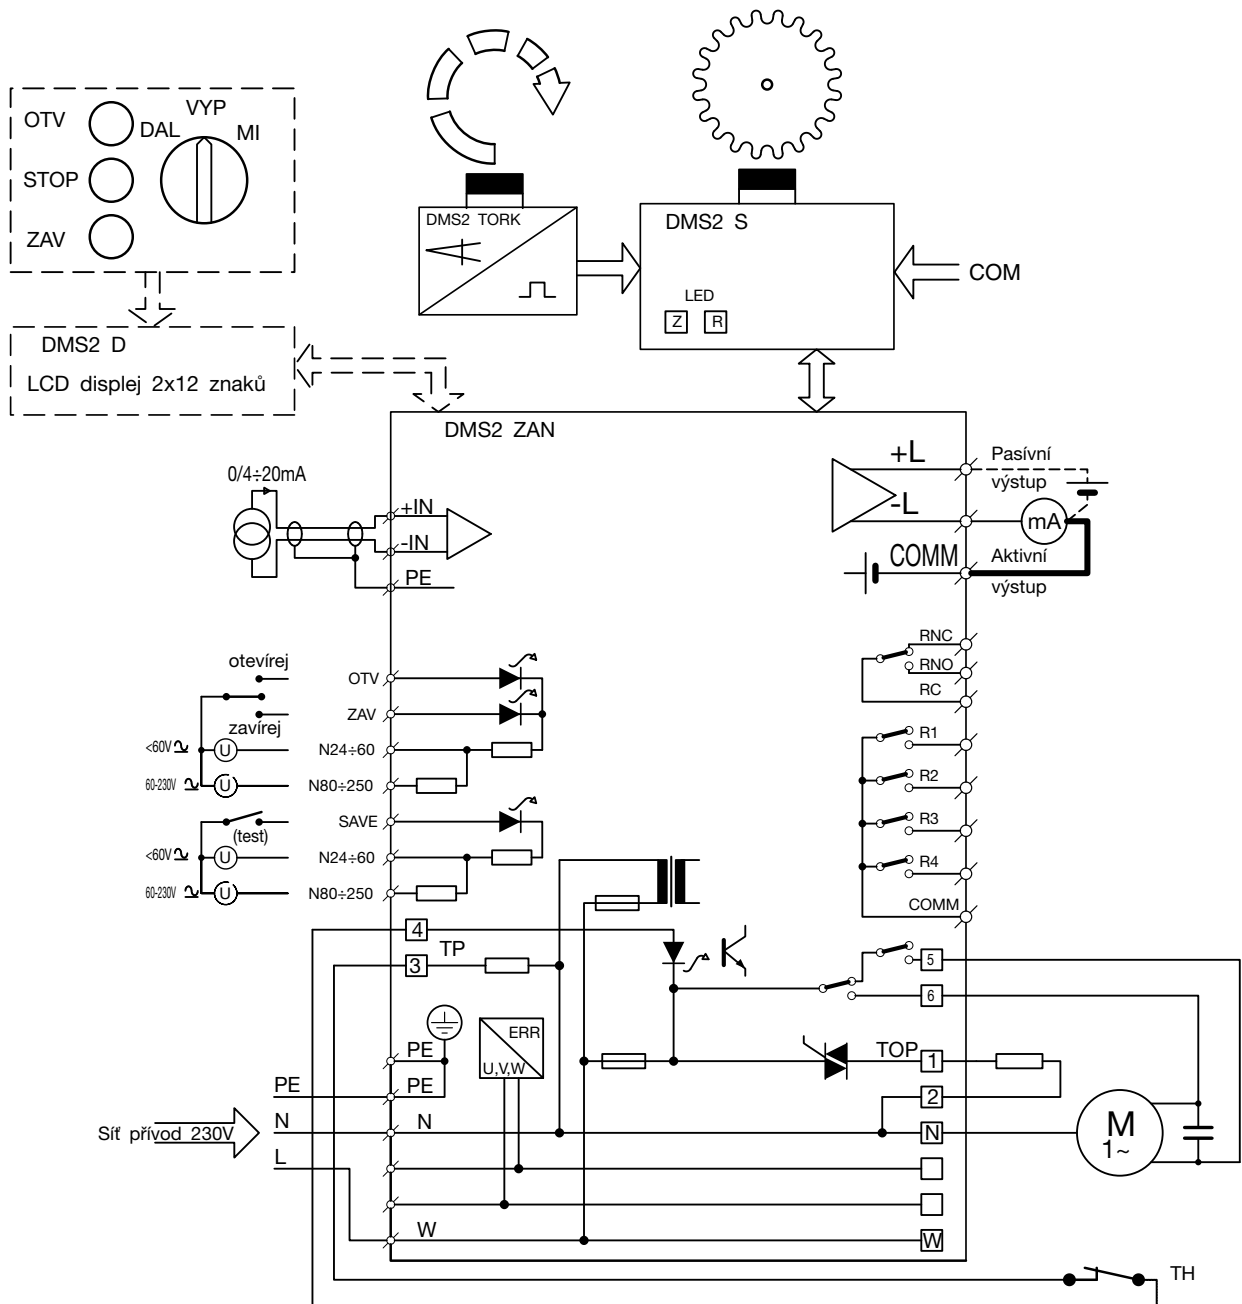 OTV
STOP
ZAV
DAL
VYP
MI
DMS2 D
LCD displej 2x12 znaků
DMS2 TORK
DMS2 S
LED
Z
R
COM
DMS2 ZAN
0/4÷20mA
+IN
-IN
PE
+L
-L
COMM
Pasívní
výstup
mA
Aktivní
výstup
otevírej
zavírej
<60V
U
60-230V
U
(test)
<60V
U
60-230V
U
OTV
ZAV
N24÷60
N80÷250
SAVE
N24÷60
N80÷250
RNC
RNO
RC
R1
R2
R3
R4
COMM
4
3
TP
5
6
ERR
U,V,W
TOP
1
2
PE
PE
PE
N
N
N
L
Síť přívod 230V
W
W
M
1~
TH